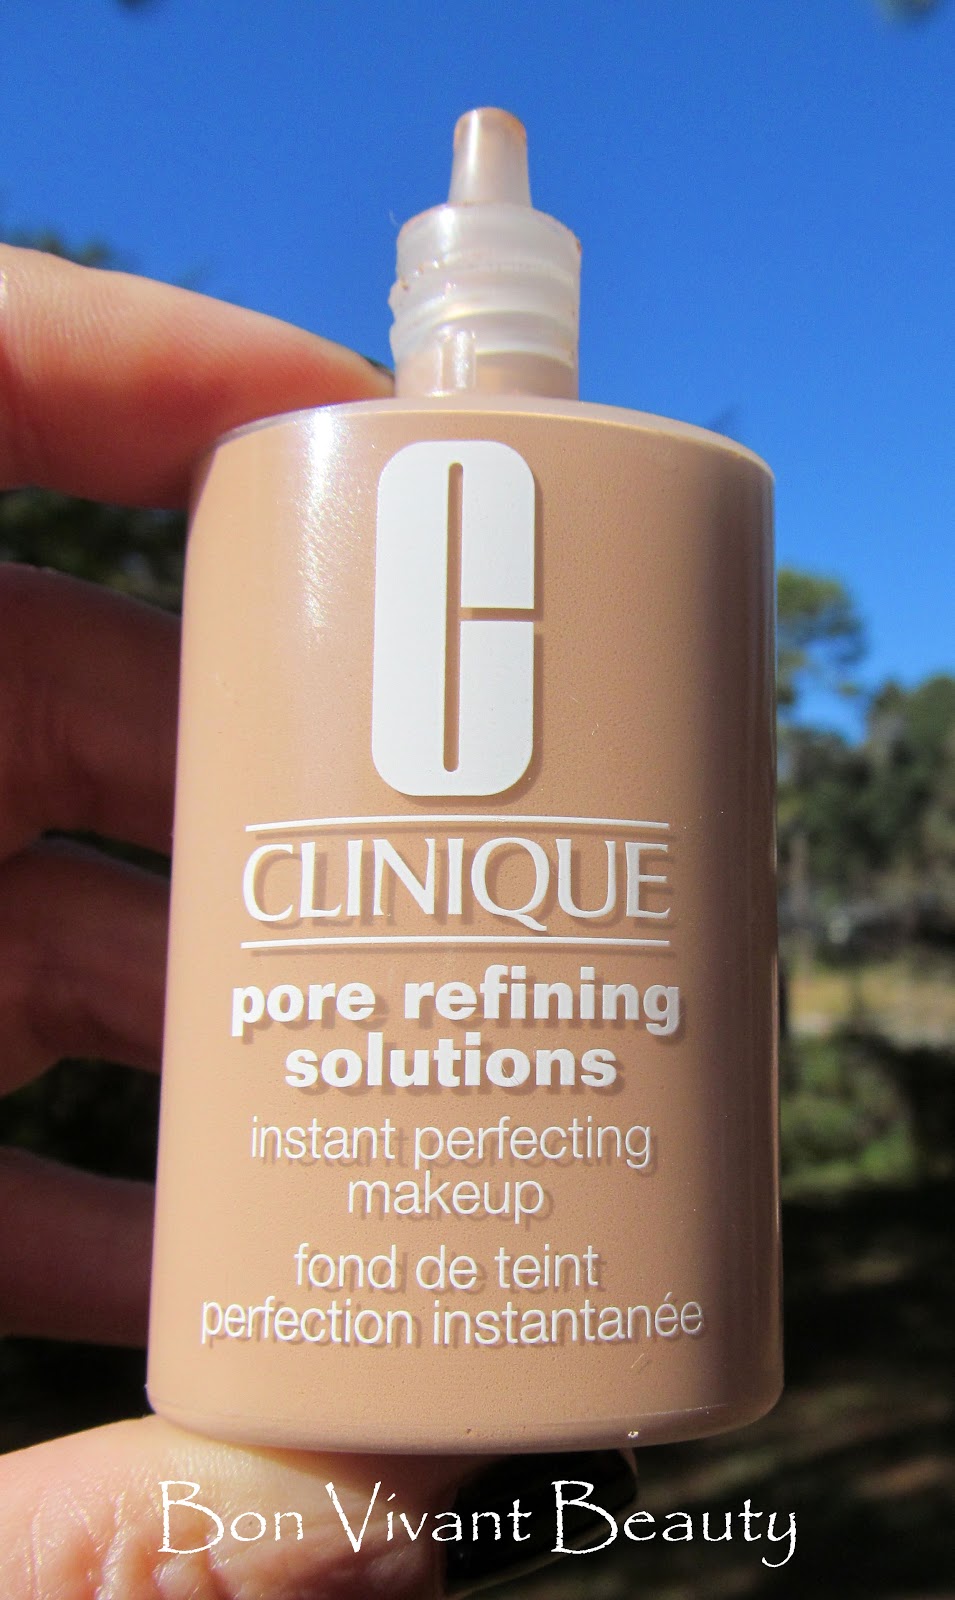 C
CLINIQUE
pore refining
solutions
instant perfecting
makeup
fond de teint
perfection instantanée
Bon Vivant Beauty